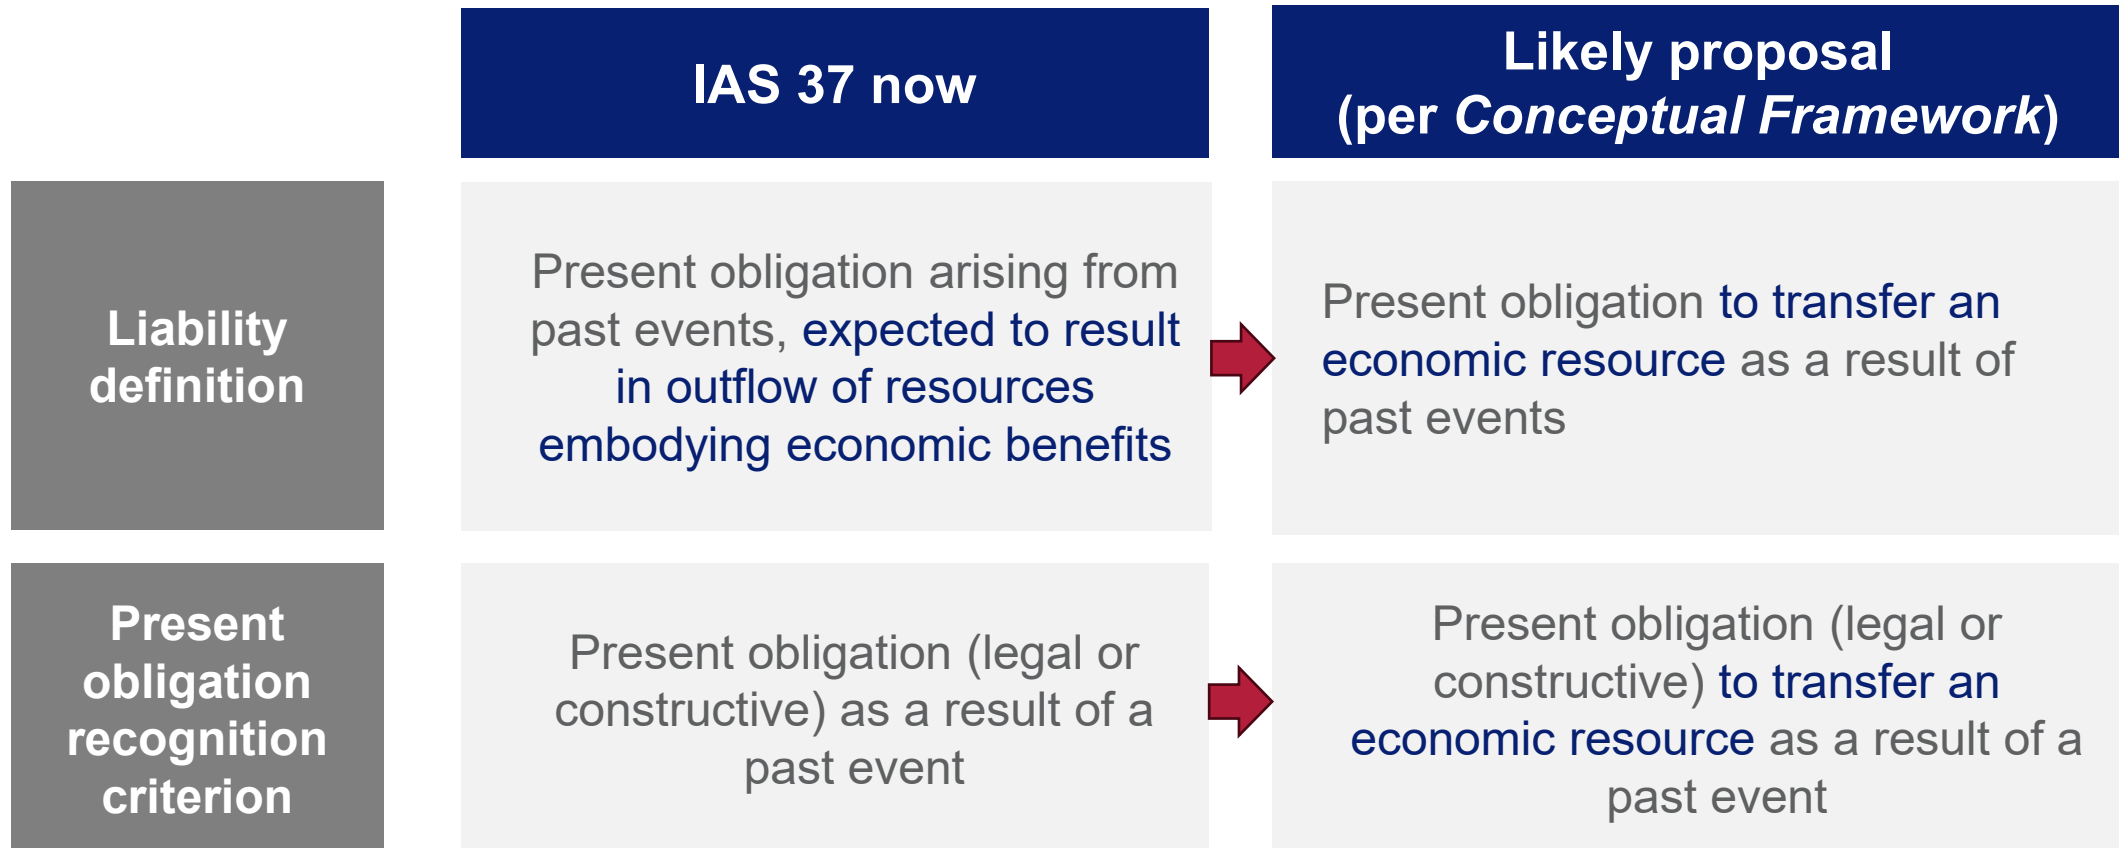 IAS 37 now
Likely proposal
(per Conceptual Framework)
Liability
definition
Present obligation arising from
past events, expected to result
in outflow of resources
embodying economic benefits
Present obligation to transfer an
economic resource as a result of
past events
Present
obligation
recognition
criterion
Present obligation (legal or
constructive) as a result of a
past event
Present obligation (legal or
constructive) to transfer an
economic resource as a result of a
past event